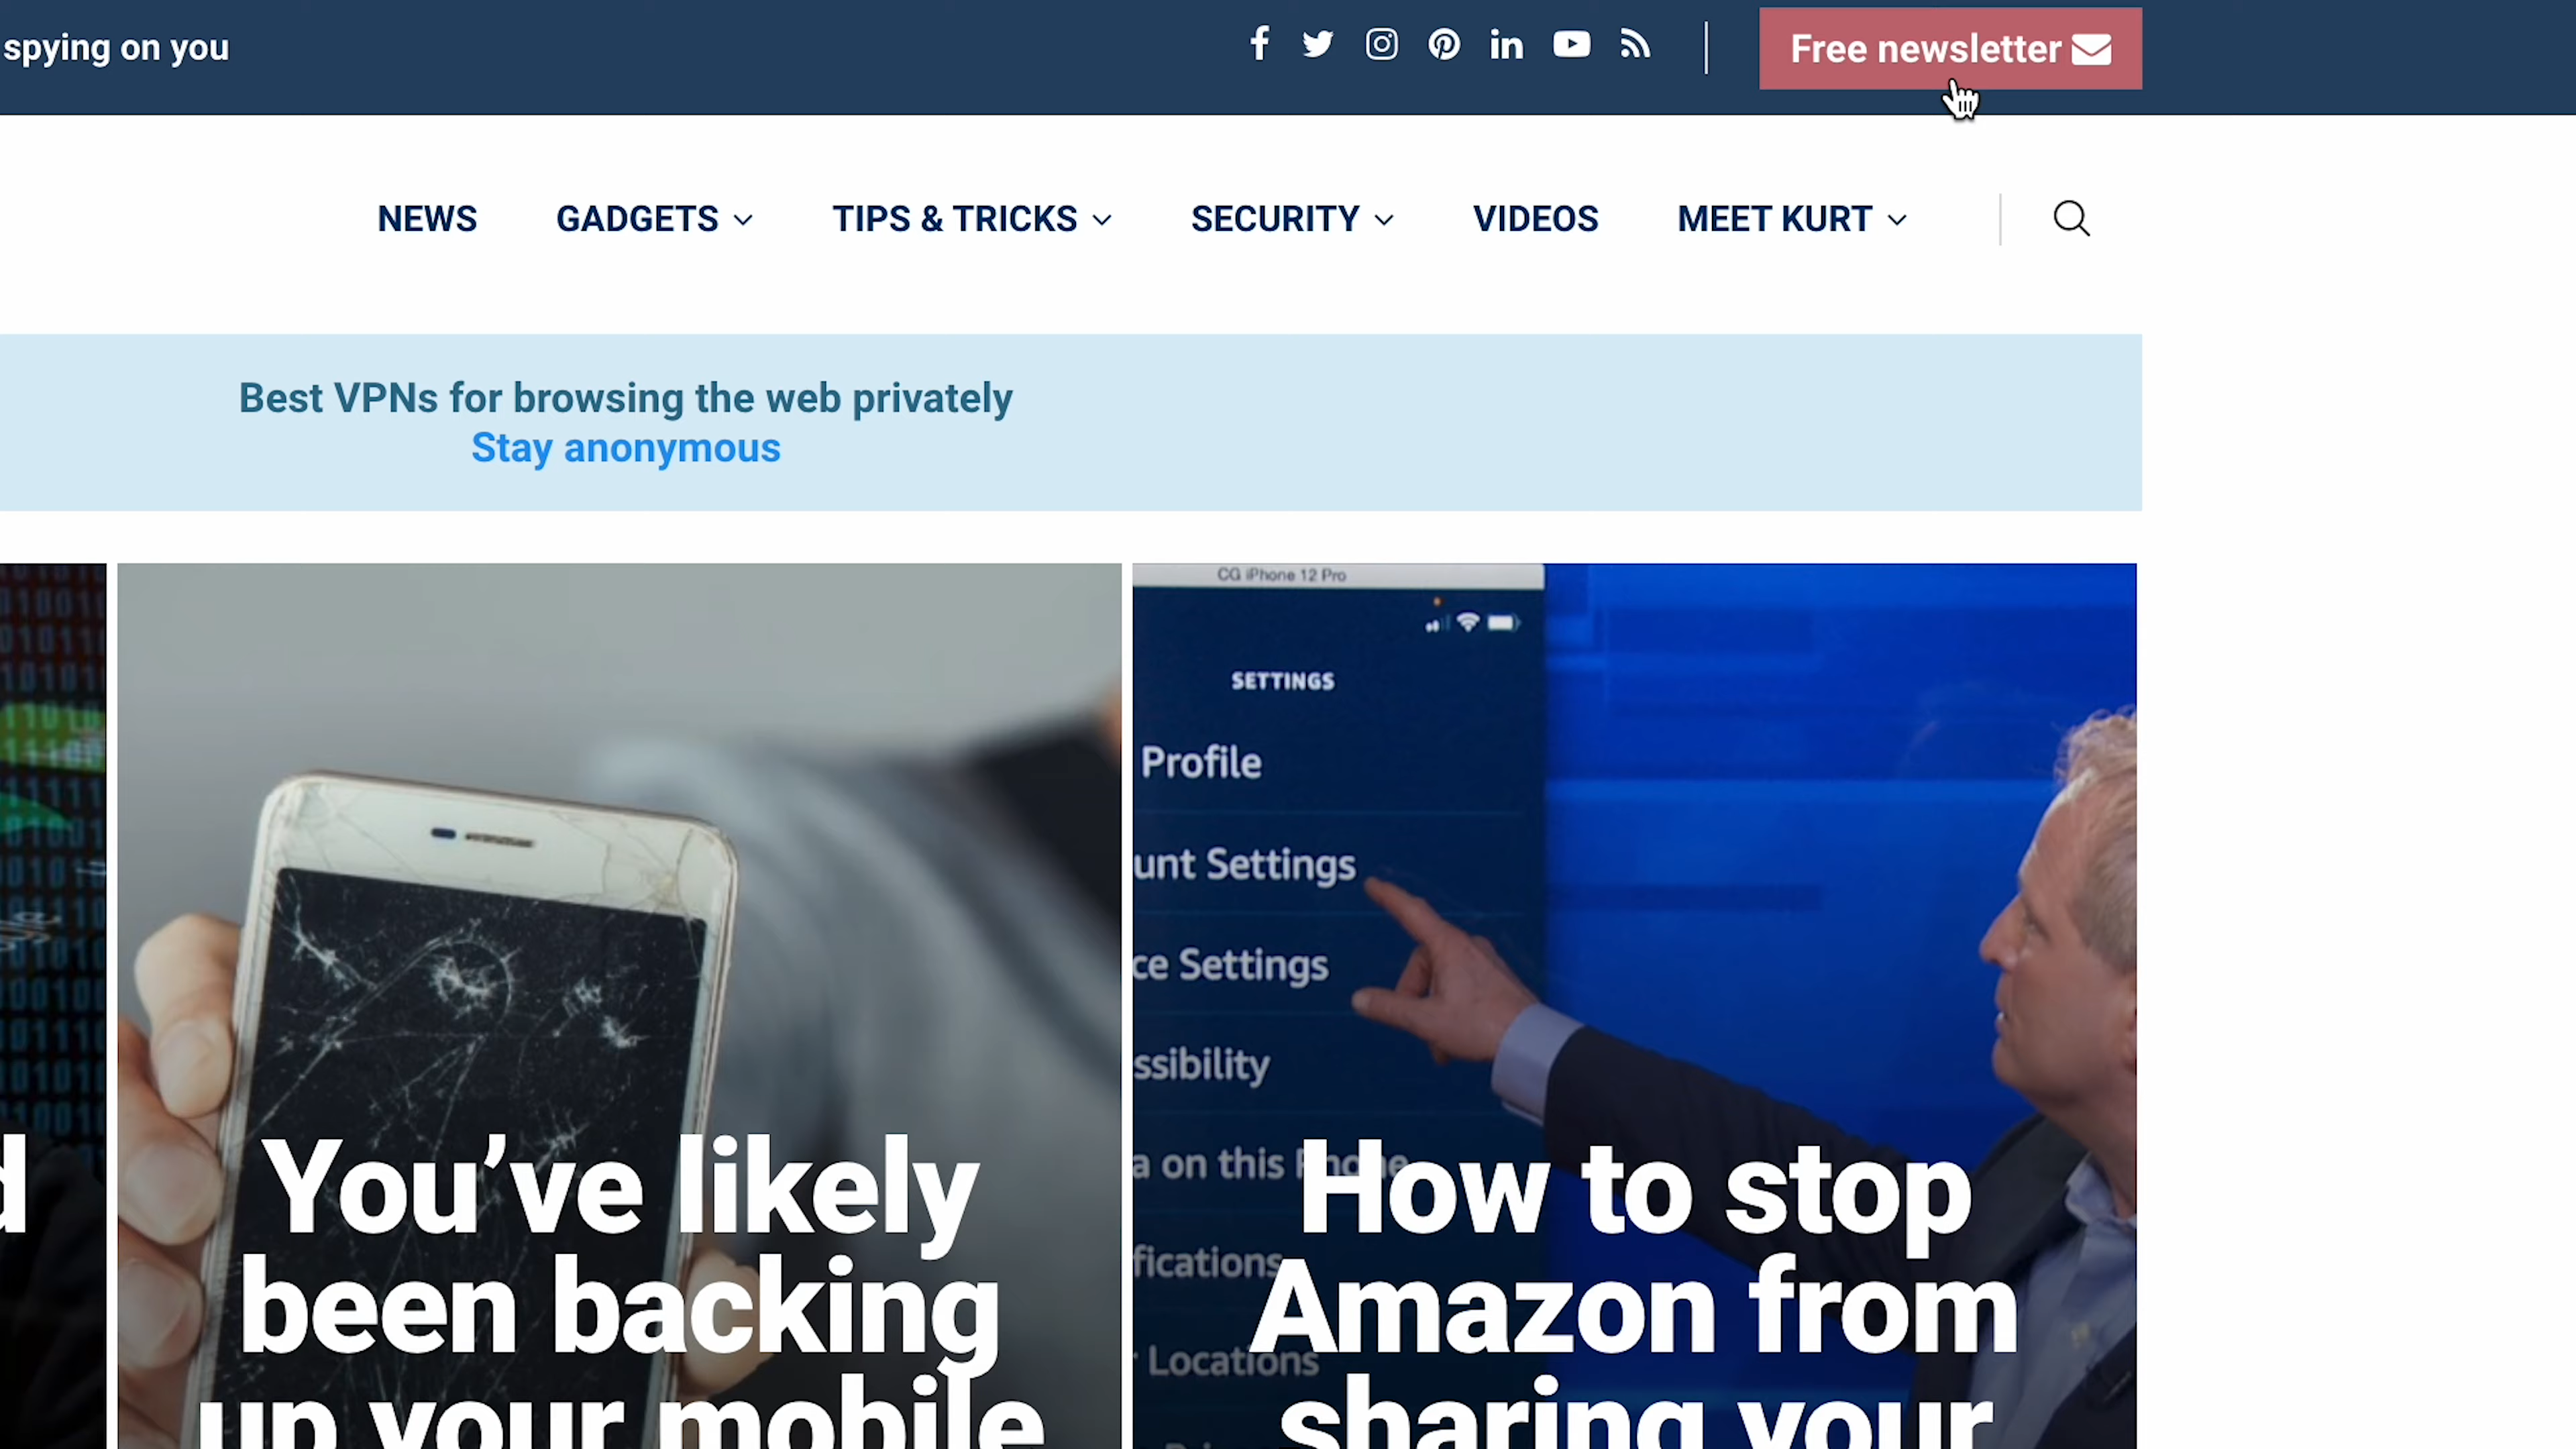 spying on you
Free newsletter
NEWS GADGETS TIPS & TRICKS SECURITY VIDEOS MEET KURT
Best VPNs for browsing the web privately
Stay anonymous
CG iPhone 12 Pro
SETTINGS
Profile
unt Settings
ce Settings
ssibility
a on this Phone
fications
Locations
d
You’ve likely
been backing
up your mobile
How to stop
Amazon from
sharing your